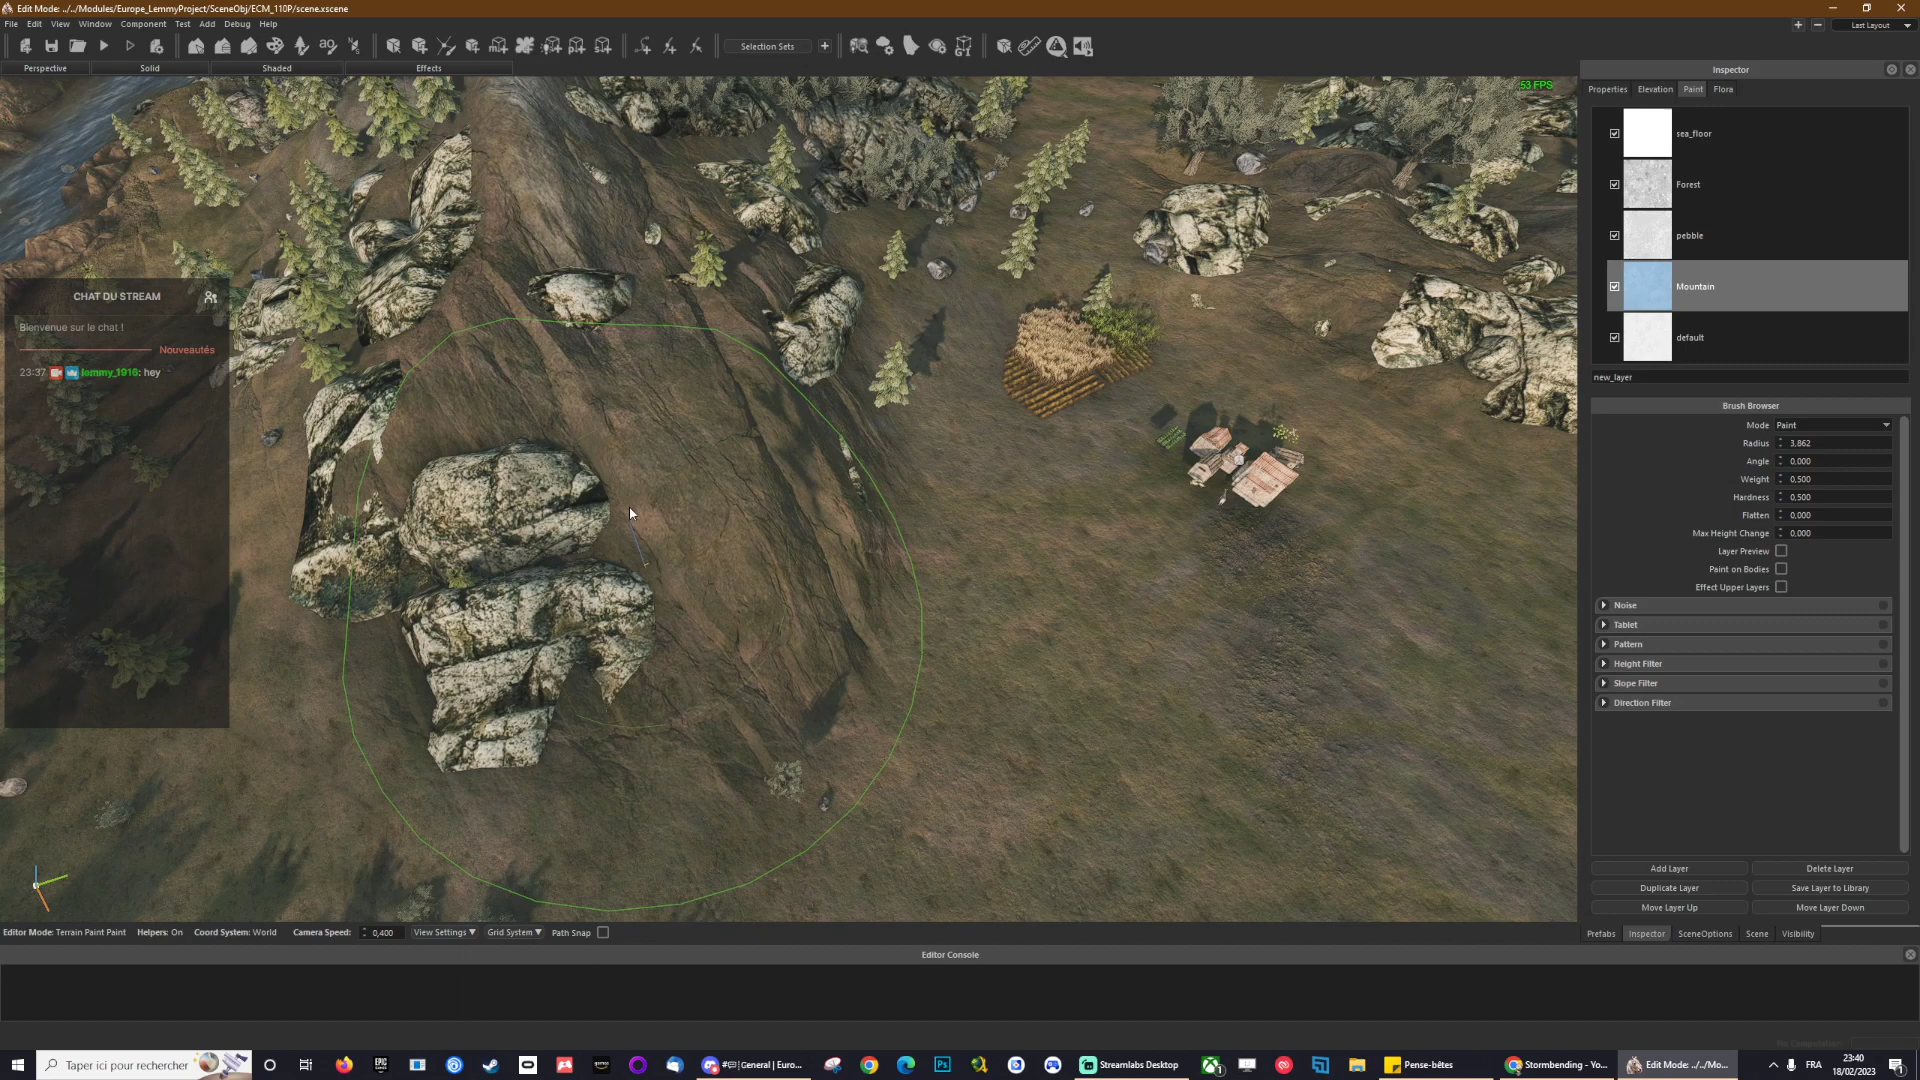 Edit Mode: ../../Modules/Europe_LemmyProject/SceneObj/ECM_110P/scene.xscene
File Edit View Window Component Test Add Debug Help
Last Layout
Selection Sets
Perspective Solid Shaded Effects
53 FPS
Inspector
Properties Elevation Paint Flora
sea_floor
Forest
pebble
Mountain
default
new_layer
Brush Browser
Mode Paint
Radius 3,862
Angle 0,000
Weight 0,500
Hardness 0,500
Flatten 0,000
Max Height Change 0,000
Layer Preview
Paint on Bodies
Effect Upper Layers
Noise
Tablet
Pattern
Height Filter
Slope Filter
Direction Filter
Add Layer Delete Layer
Duplicate Layer Save Layer to Library
Move Layer Up Move Layer Down
Prefabs Inspector SceneOptions Scene Visibility
CHAT DU STREAM
Bienvenue sur le chat !
Nouveautés
23:37 lemmy_1916: hey
Editor Mode: Terrain Paint Paint Helpers: On Coord System: World Camera Speed: 0,400 View Settings Grid System Path Snap
Editor Console
No Computation
Taper ici pour rechercher
#General | Euro...
Streamlabs Desktop
Pense-bêtes
Stormbending - Yo...
Edit Mode: ../../Mo...
FRA
23:40
18/02/2023